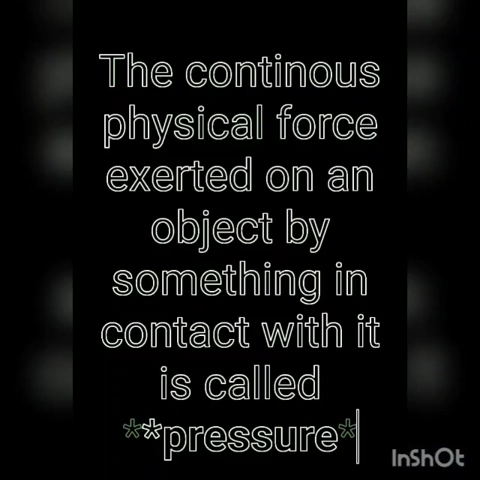 The continous
physical force
exerted on an
object by
something in
contact with it
is called
**pressure*
InShOt